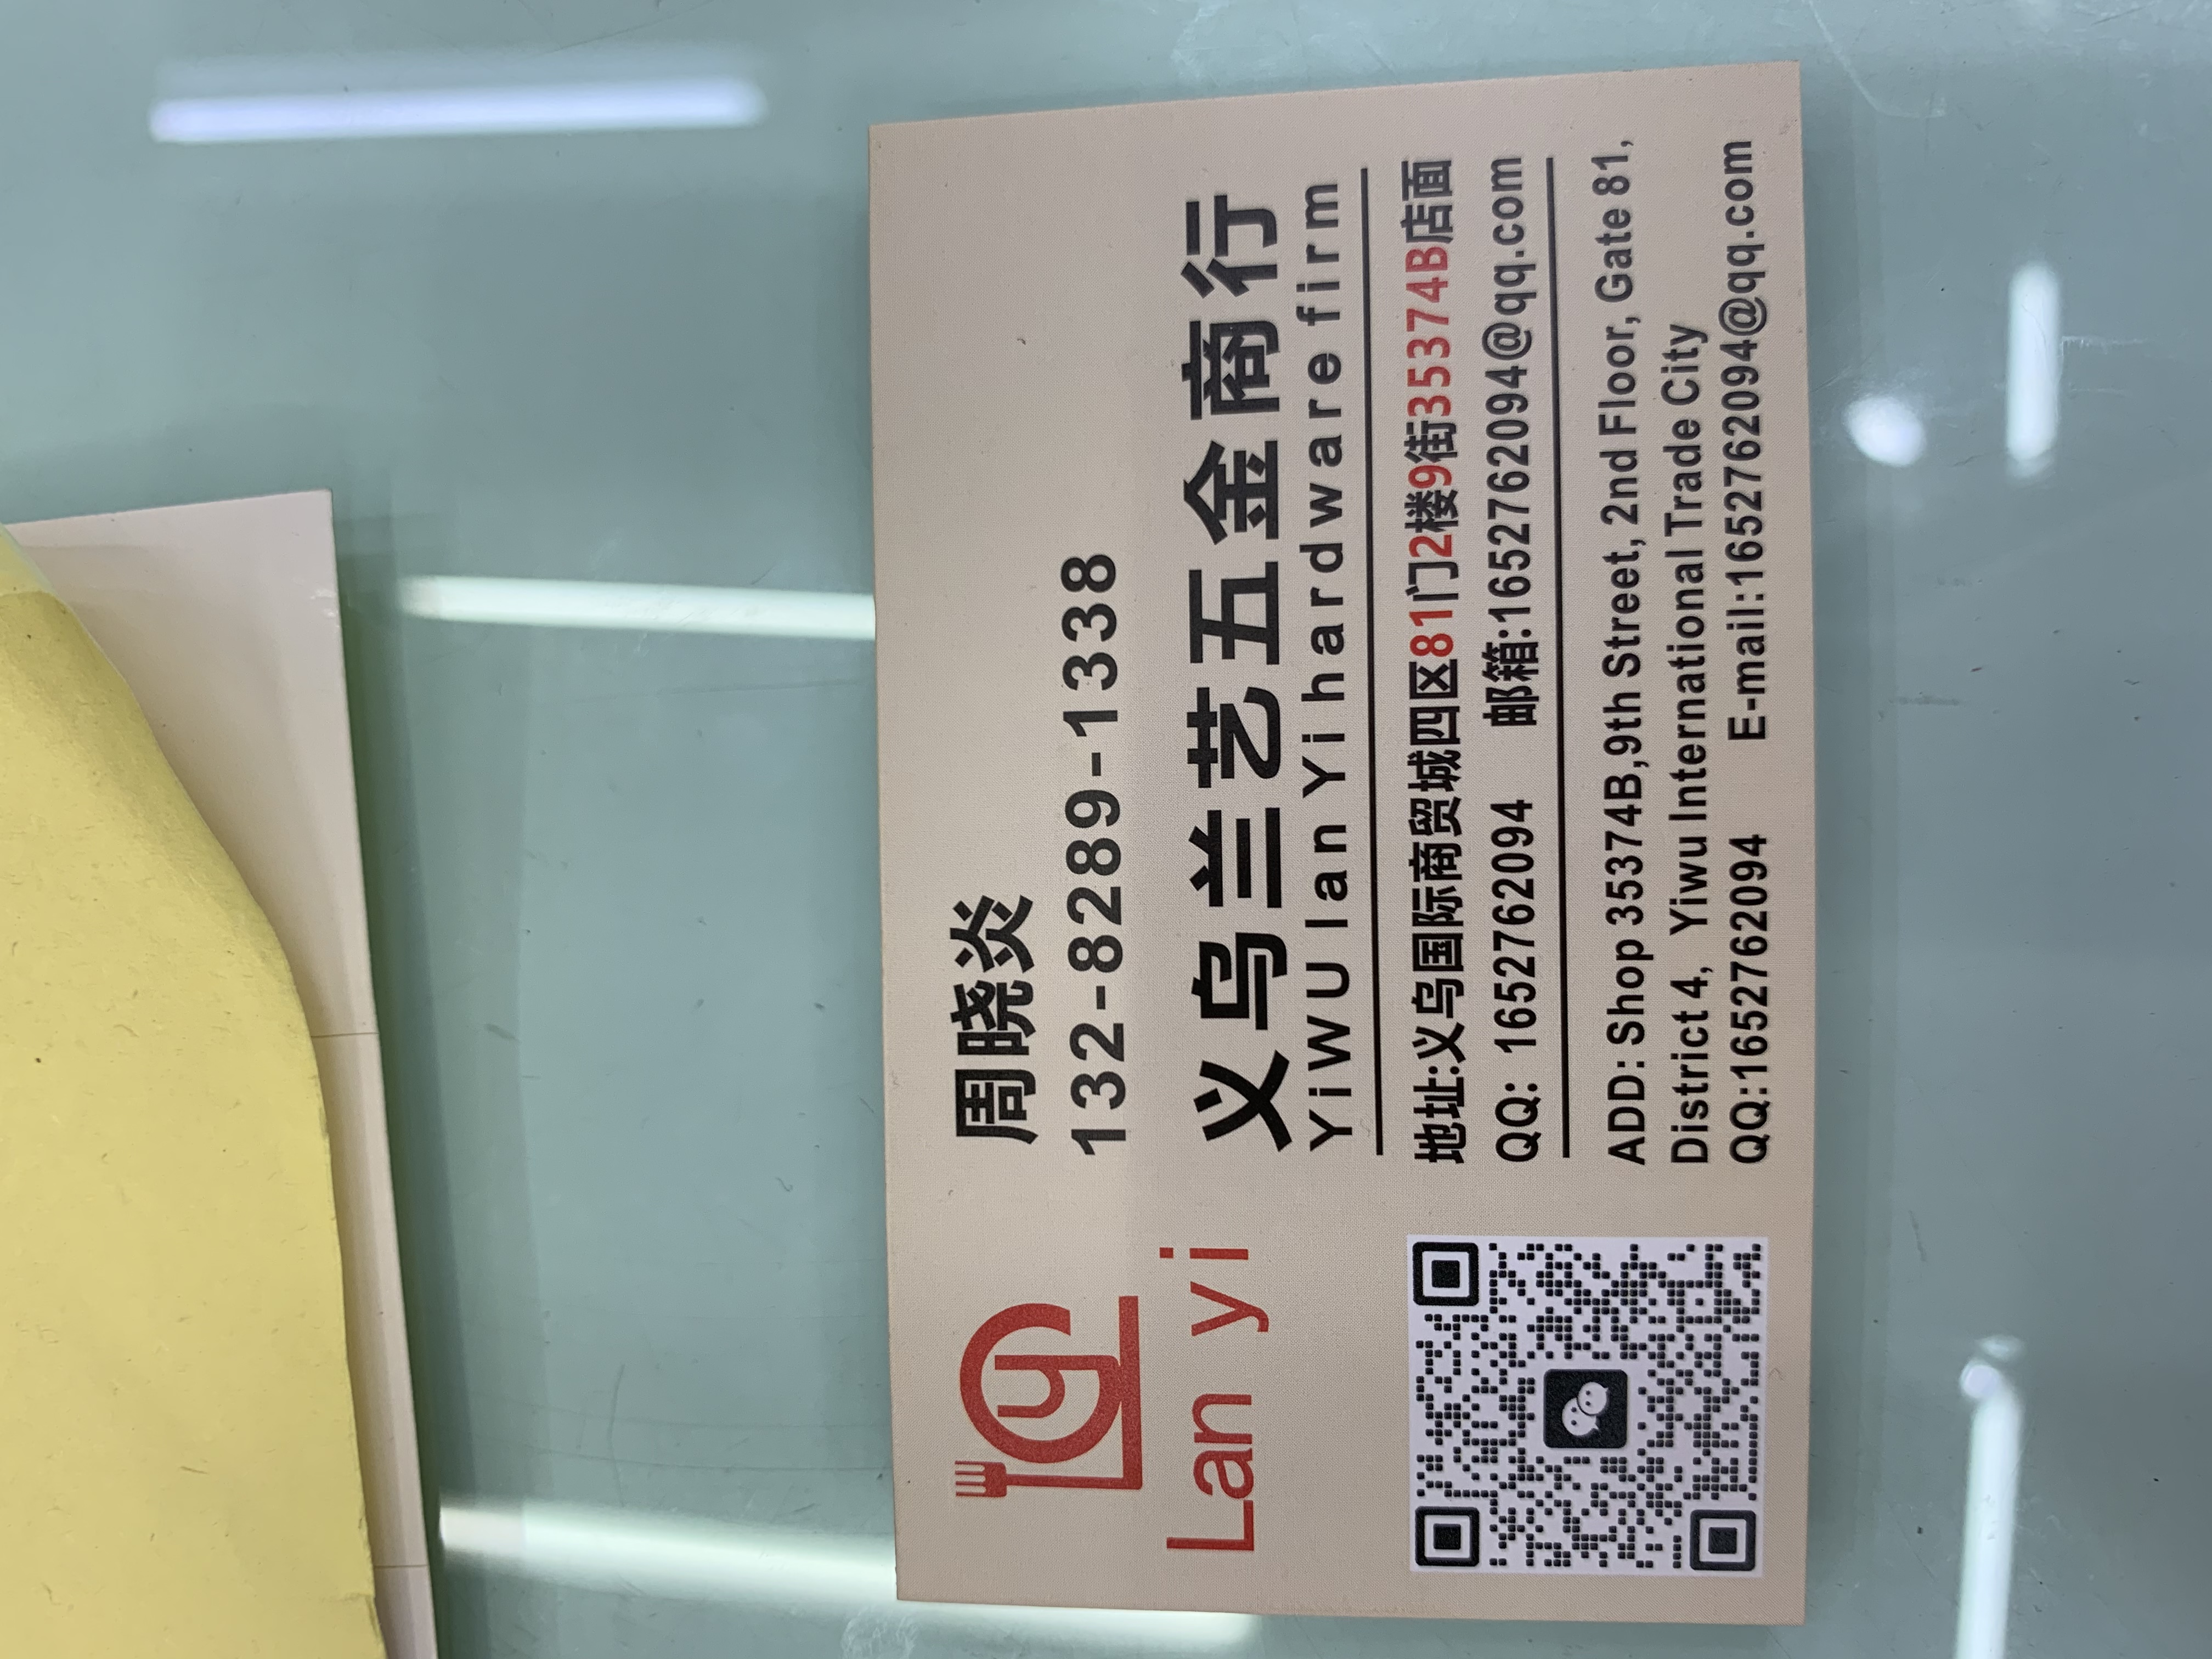 Ly
Lan yi
周晓炎
132-8289-1338
义乌兰艺五金商行
YiWU lan Yi hardware firm
地址:义乌国际商贸城四区81门2楼9街35374B店面
QQ: 1652762094 邮箱:1652762094@qq.com
ADD: Shop 35374B,9th Street, 2nd Floor, Gate 81,
District 4, Yiwu International Trade City
QQ:1652762094 E-mail:1652762094@qq.com